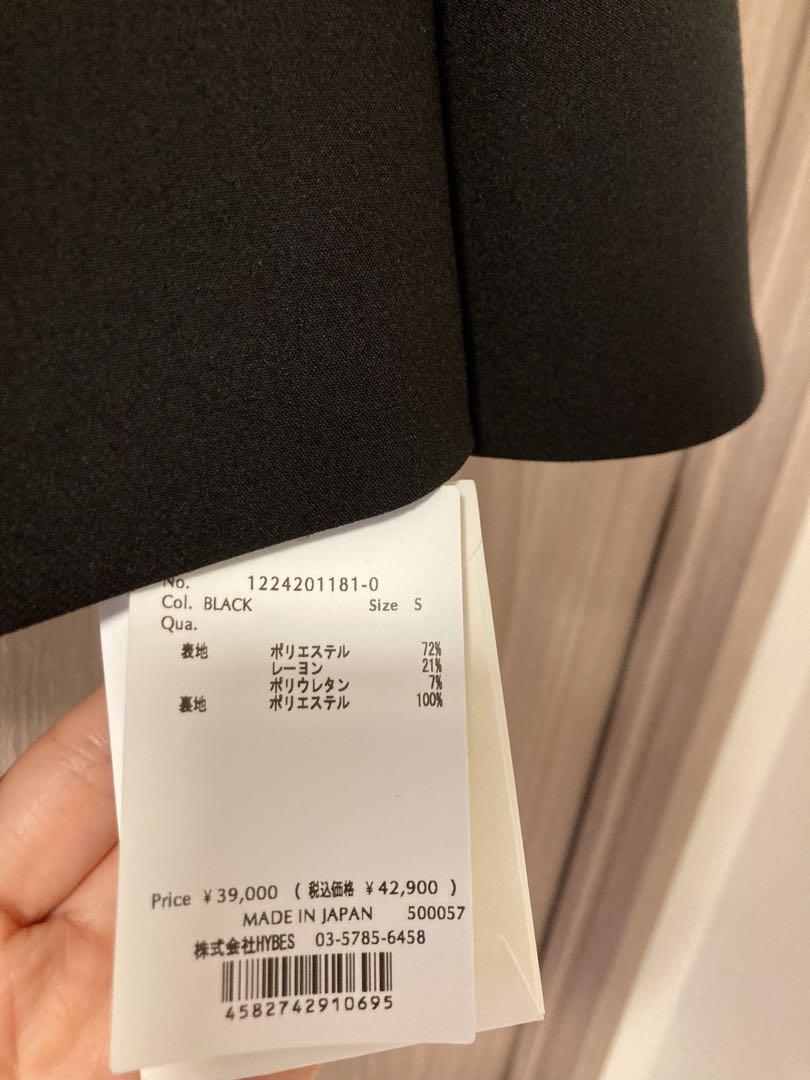 No. 1224201181-0
Col. BLACK Size S
Qua.
表地 ポリエステル 72%
レーヨン 21%
ポリウレタン 7%
裏地 ポリエステル 100%
Price ¥39,000 ( 税込価格 ¥42,900 )
MADE IN JAPAN 500057
株式会社HYBES 03-5785-6458
4582742910695